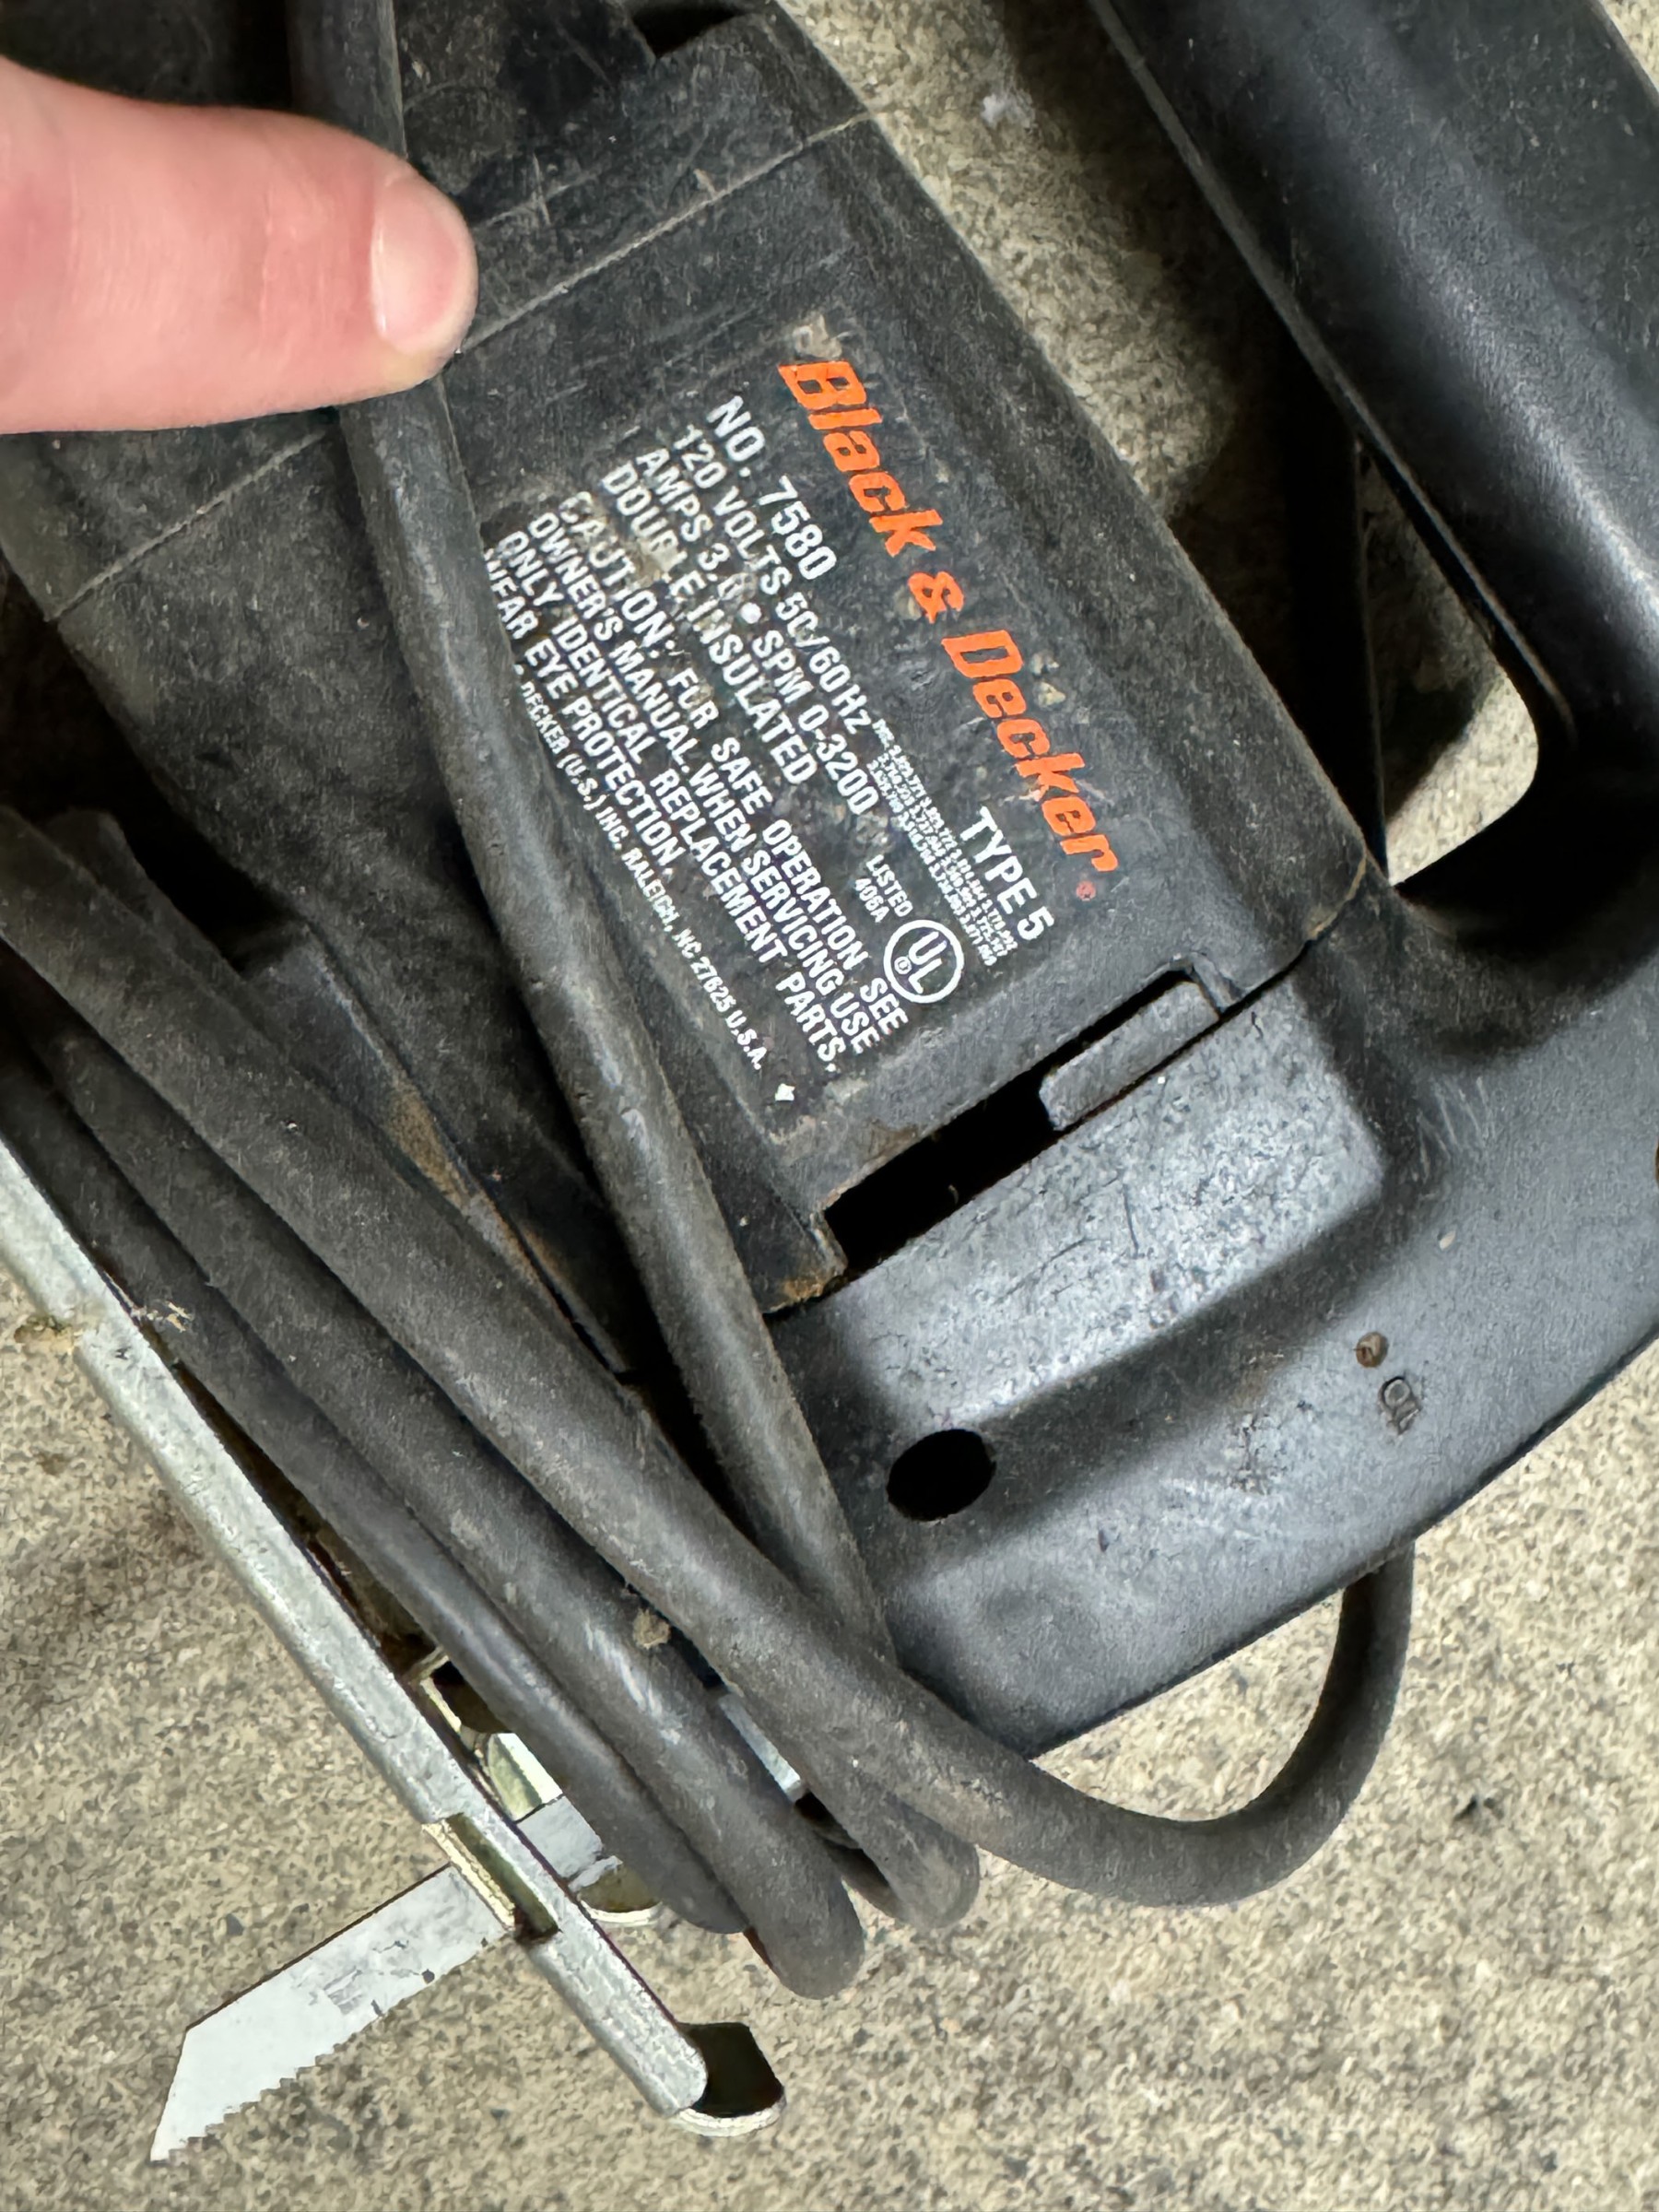 Black & Decker
NO. 7580 TYPE 5
120 VOLTS 50/60 Hz
AMPS 3. • SPM 0-3200
DOUBLE INSULATED
LISTED
406A
UL
CAUTION: FOR SAFE OPERATION SEE
OWNER'S MANUAL. WHEN SERVICING USE
ONLY IDENTICAL REPLACEMENT PARTS.
WEAR EYE PROTECTION.
& DECKER (U.S.) INC. RALEIGH, NC 27625 U.S.A.